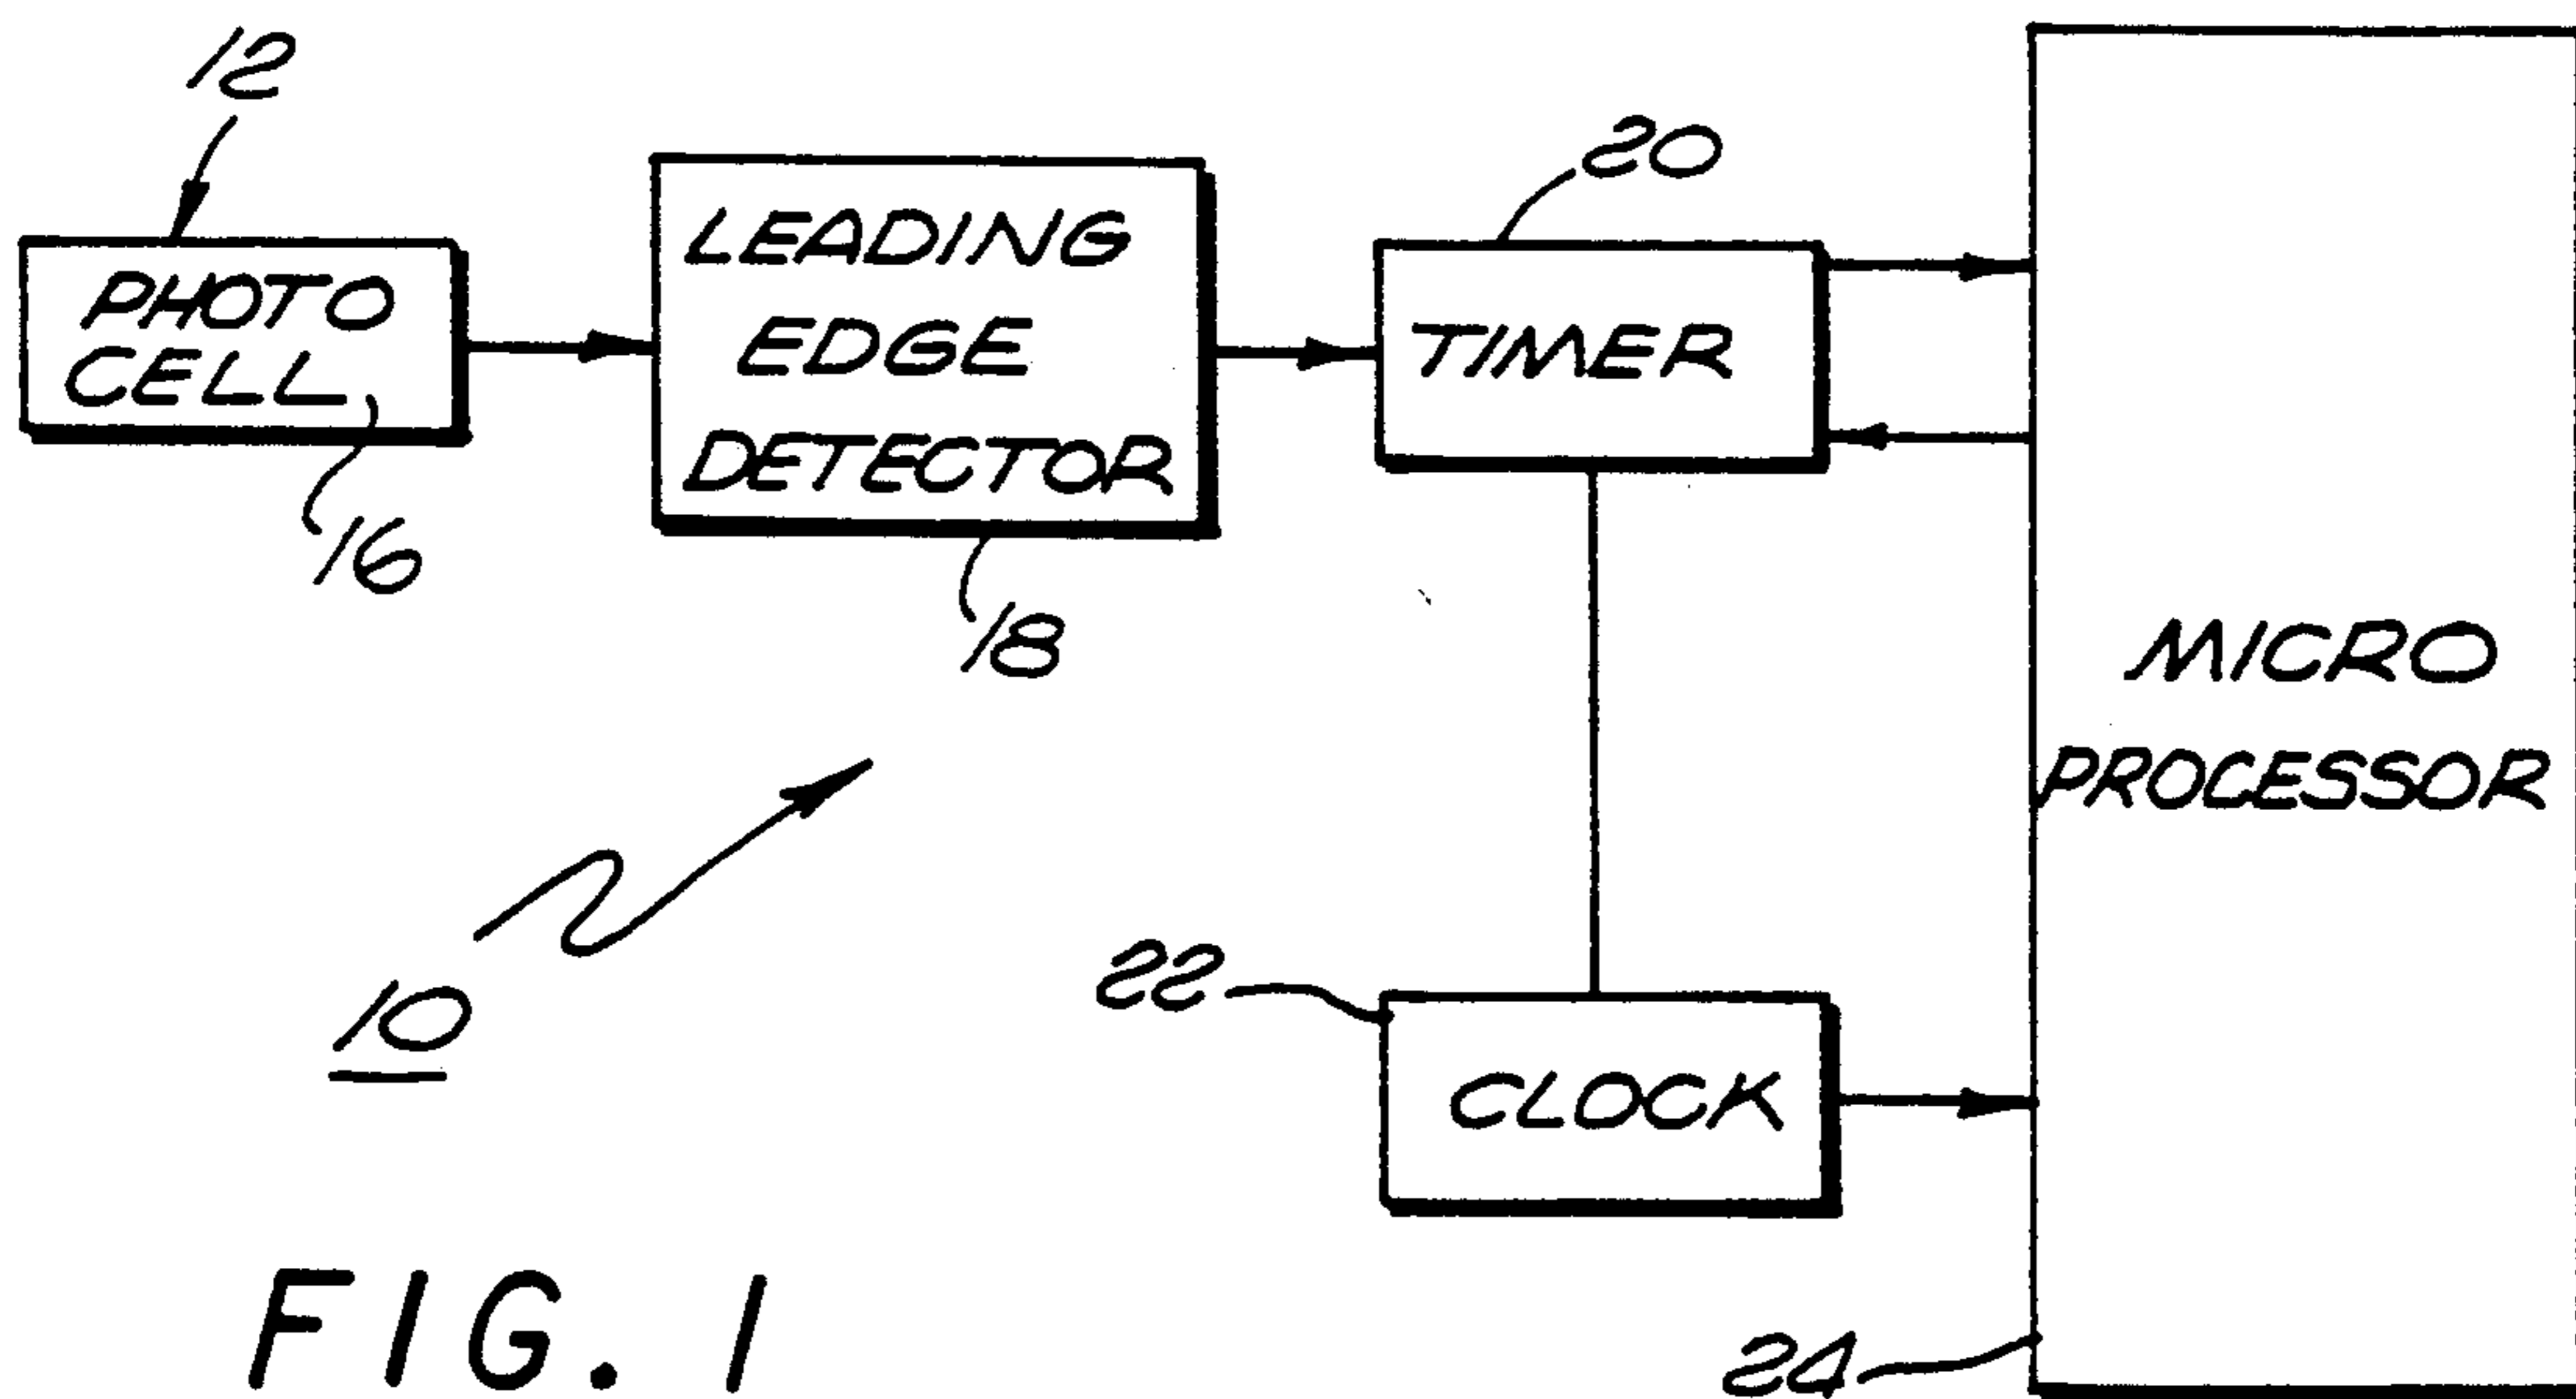 12
PHOTO
CELL
16
LEADING
EDGE
DETECTOR
18
20
TIMER
MICRO
PROCESSOR
22
CLOCK
10
24
FIG. 1